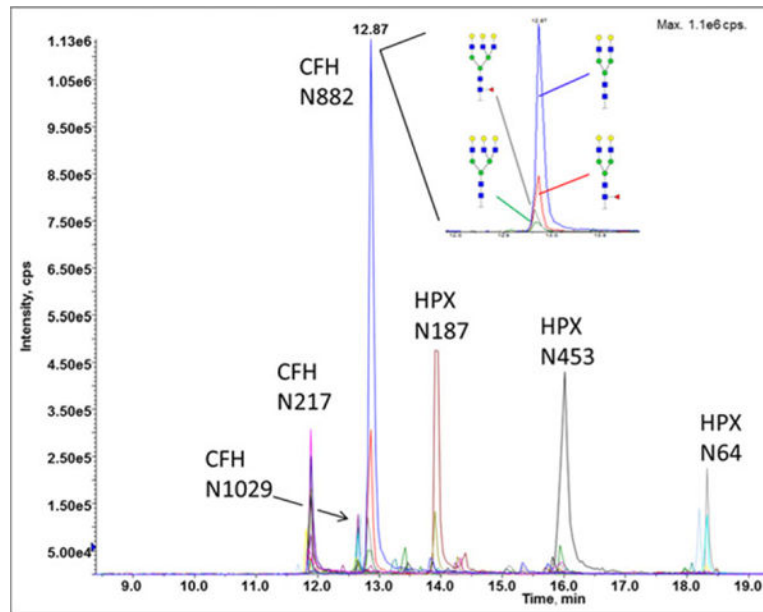 Max. 1.1e6 cps.
12.87
1.13e6
1.05e6
9.50e5
8.50e5
7.50e5
6.50e5
5.50e5
4.50e5
3.50e5
2.50e5
1.50e5
5.00e4
Intensity, cps
CFH
N882
12.87
HPX
N187
HPX
N453
CFH
N217
HPX
N64
CFH
N1029
9.0 10.0 11.0 12.0 13.0 14.0 15.0 16.0 17.0 18.0 19.0
Time, min